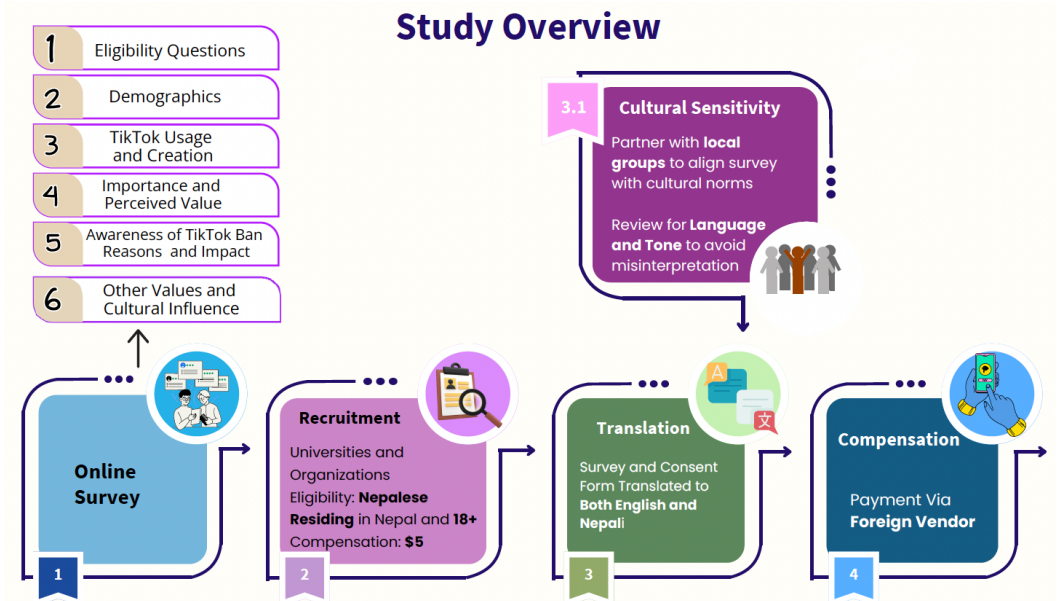 Study Overview
1
Eligibility Questions
2
Demographics
3
TikTok Usage
and Creation
4
Importance and
Perceived Value
5
Awareness of TikTok Ban
Reasons and Impact
6
Other Values and
Cultural Influence
3.1
Cultural Sensitivity
Partner with local
groups to align survey
with cultural norms
Review for Language
and Tone to avoid
misinterpretation
Online
Survey
1
Recruitment
Universities and
Organizations
Eligibility: Nepalese
Residing in Nepal and 18+
Compensation: $5
2
A
文
Translation
Survey and Consent
Form Translated to
Both English and
Nepali
3
Compensation
Payment Via
Foreign Vendor
4